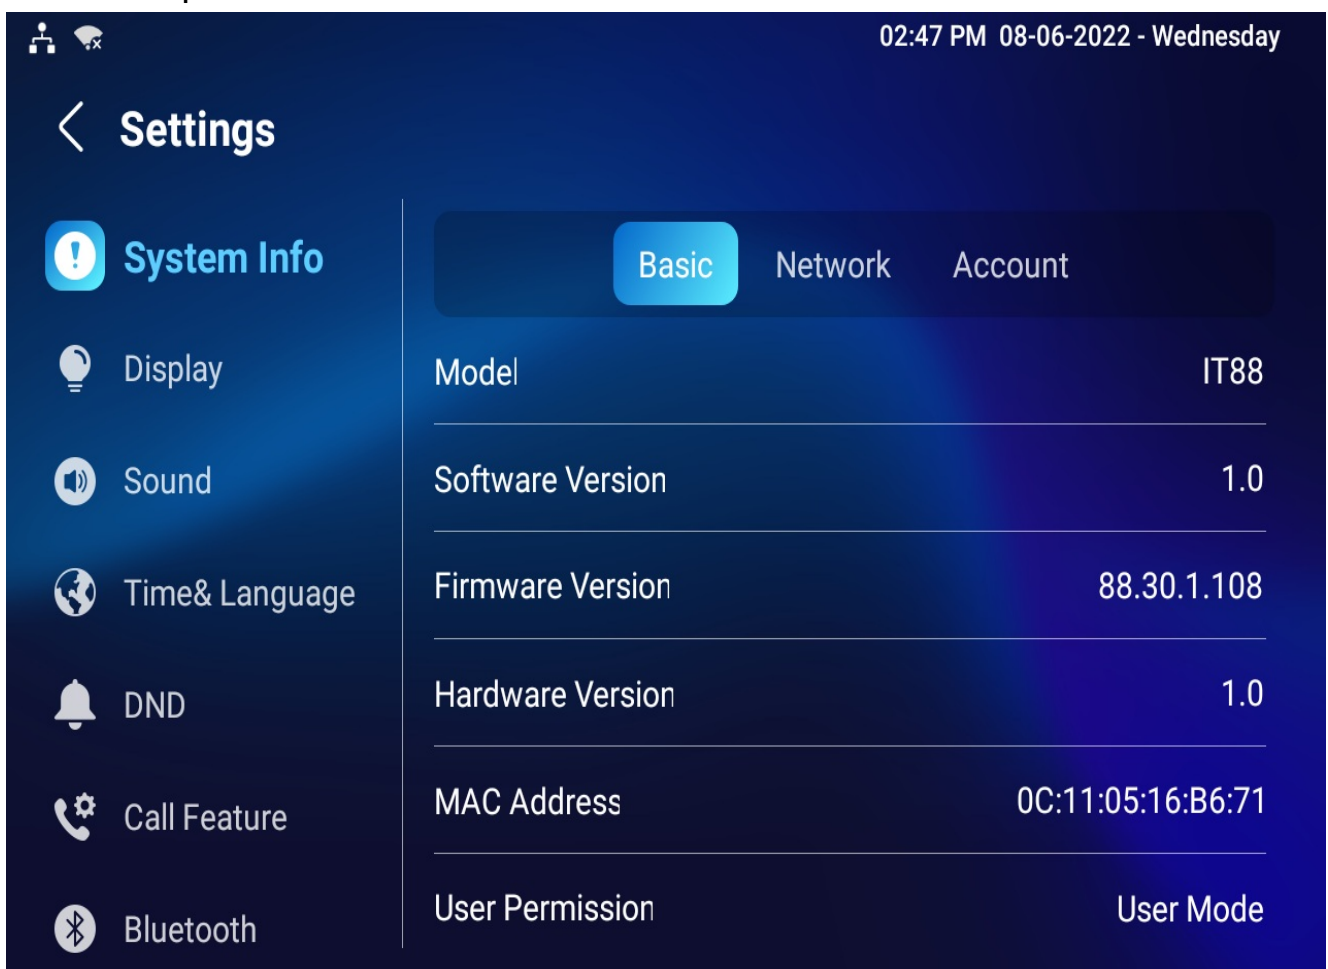 02:47 PM 08-06-2022 - Wednesday
Settings
System Info
Display
Sound
Time& Language
DND
Call Feature
Bluetooth
Basic Network Account
Model IT88
Software Version 1.0
Firmware Version 88.30.1.108
Hardware Version 1.0
MAC Address 0C:11:05:16:B6:71
User Permission User Mode